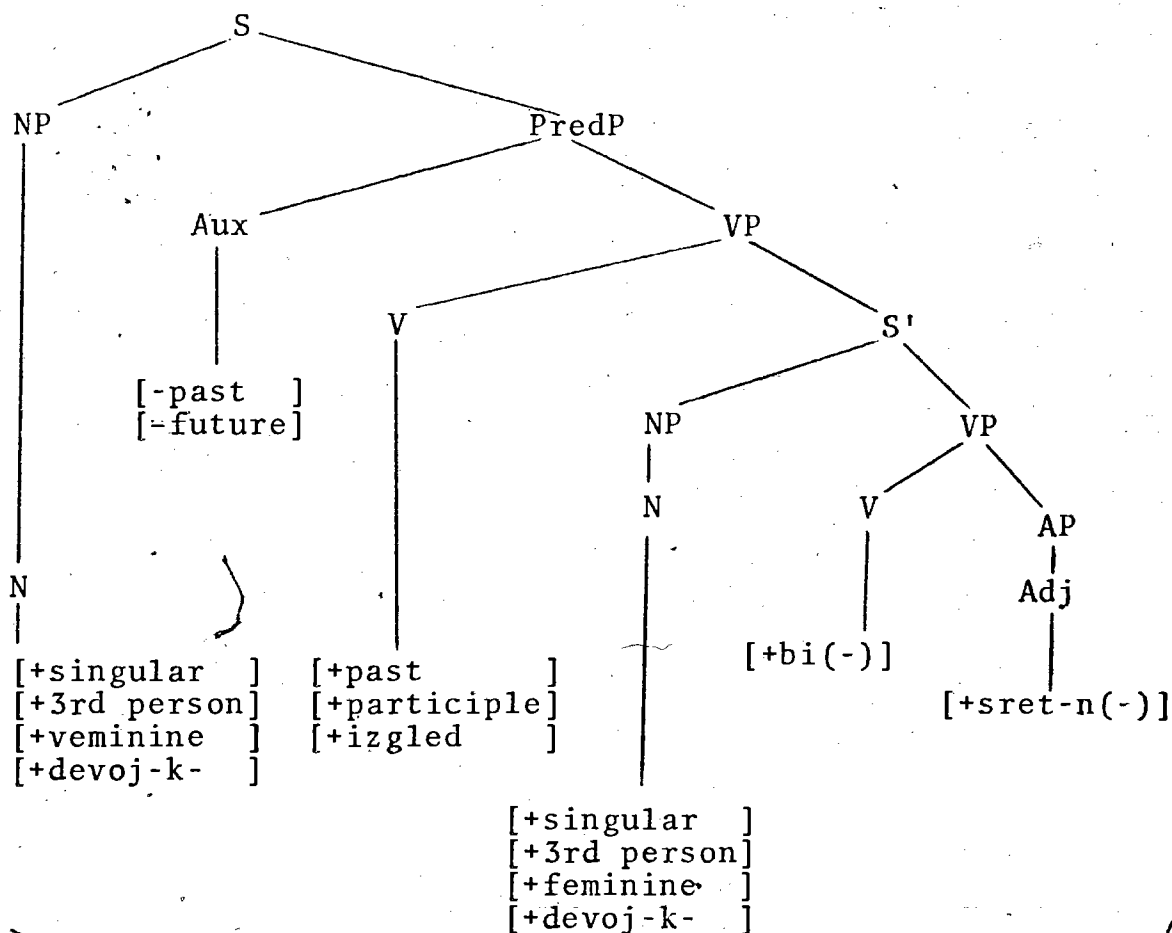 S
NP PredP
Aux VP
V S'
[-past ]
[-future]
NP VP
N V AP
N Adj
[+singular ] [+past ] [+bi(-)]
[+3rd person] [+participle] [+sret-n(-)]
[+veminine ] [+izgled ]
[+devoj-k- ]
[+singular ]
[+3rd person]
[+feminine ]
[+devoj-k- ]